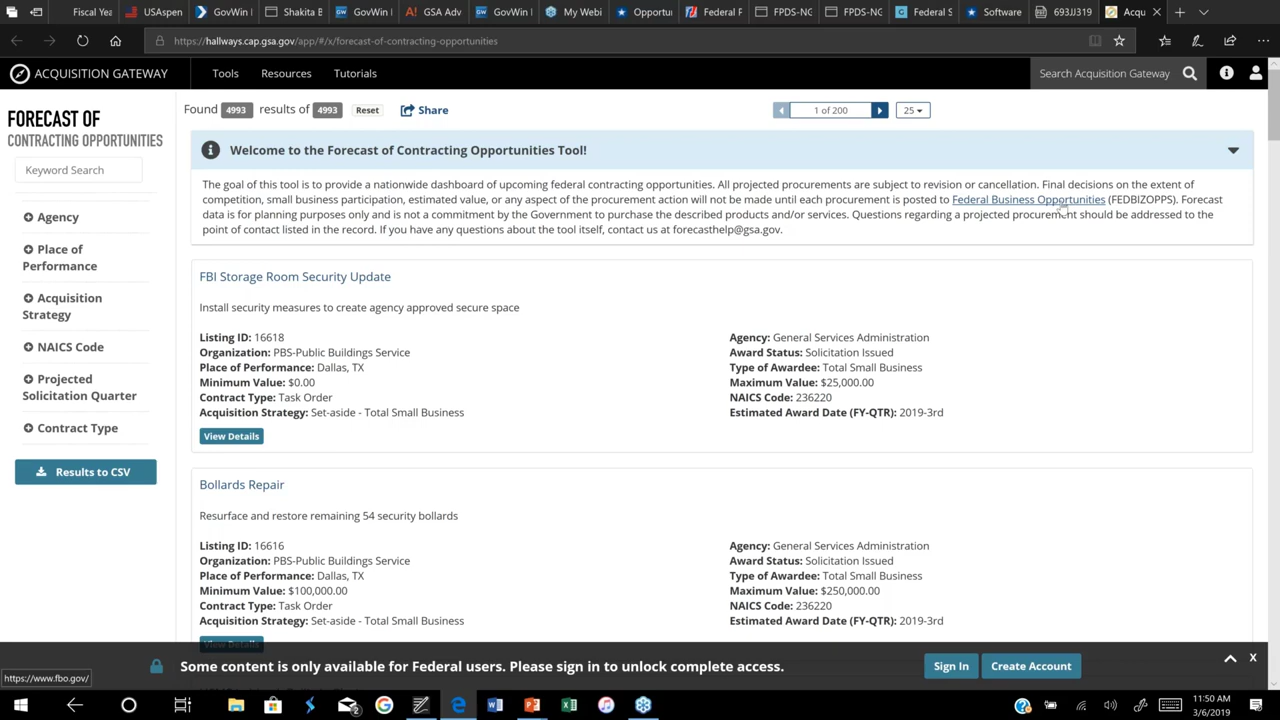 Fiscal Yea
USAspen
GovWin I
Shakita B
GovWin I
GSA Adv
GovWin I
My Webi
Opportu
Federal P
FPDS-NG
FPDS-NG
Federal S
Software
693JJ319
Acqu
https://hallways.cap.gsa.gov/app/#/x/forecast-of-contracting-opportunities
ACQUISITION GATEWAY
Tools
Resources
Tutorials
Search Acquisition Gateway
FORECAST OF
CONTRACTING OPPORTUNITIES
Keyword Search
Agency
Place of
Performance
Acquisition
Strategy
NAICS Code
Projected
Solicitation Quarter
Contract Type
Results to CSV
Found 4993 results of 4993 Reset Share
1 of 200
25
Welcome to the Forecast of Contracting Opportunities Tool!
The goal of this tool is to provide a nationwide dashboard of upcoming federal contracting opportunities. All projected procurements are subject to revision or cancellation. Final decisions on the extent of
competition, small business participation, estimated value, or any aspect of the procurement action will not be made until each procurement is posted to Federal Business Opportunities (FEDBIZOPPS). Forecast
data is for planning purposes only and is not a commitment by the Government to purchase the described products and/or services. Questions regarding a projected procurement should be addressed to the
point of contact listed in the record. If you have any questions about the tool itself, contact us at forecasthelp@gsa.gov.
FBI Storage Room Security Update
Install security measures to create agency approved secure space
Listing ID: 16618
Organization: PBS-Public Buildings Service
Place of Performance: Dallas, TX
Minimum Value: $0.00
Contract Type: Task Order
Acquisition Strategy: Set-aside - Total Small Business
Agency: General Services Administration
Award Status: Solicitation Issued
Type of Awardee: Total Small Business
Maximum Value: $25,000.00
NAICS Code: 236220
Estimated Award Date (FY-QTR): 2019-3rd
View Details
Bollards Repair
Resurface and restore remaining 54 security bollards
Listing ID: 16616
Organization: PBS-Public Buildings Service
Place of Performance: Dallas, TX
Minimum Value: $100,000.00
Contract Type: Task Order
Acquisition Strategy: Set-aside - Total Small Business
Agency: General Services Administration
Award Status: Solicitation Issued
Type of Awardee: Total Small Business
Maximum Value: $250,000.00
NAICS Code: 236220
Estimated Award Date (FY-QTR): 2019-3rd
View Details
Some content is only available for Federal users. Please sign in to unlock complete access.
Sign In
Create Account
X
https://www.fbo.gov/
11:50 AM
3/6/2019